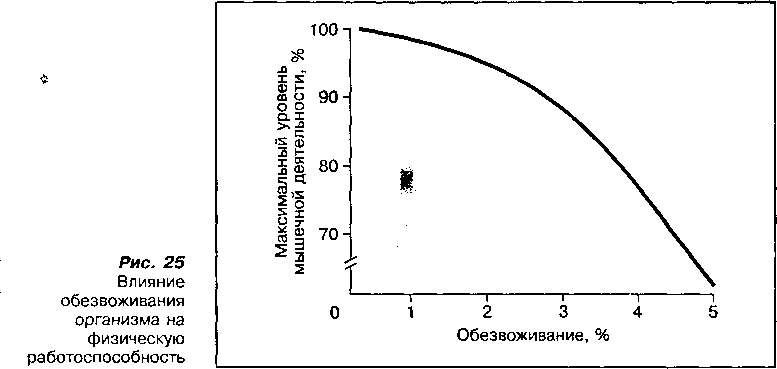 Рис. 25
Влияние
обезвоживания
организма на
физическую
работоспособность
Максимальный уровень
мышечной деятельности, %
100
90
80
70
0
1
2
3
4
5
Обезвоживание, %